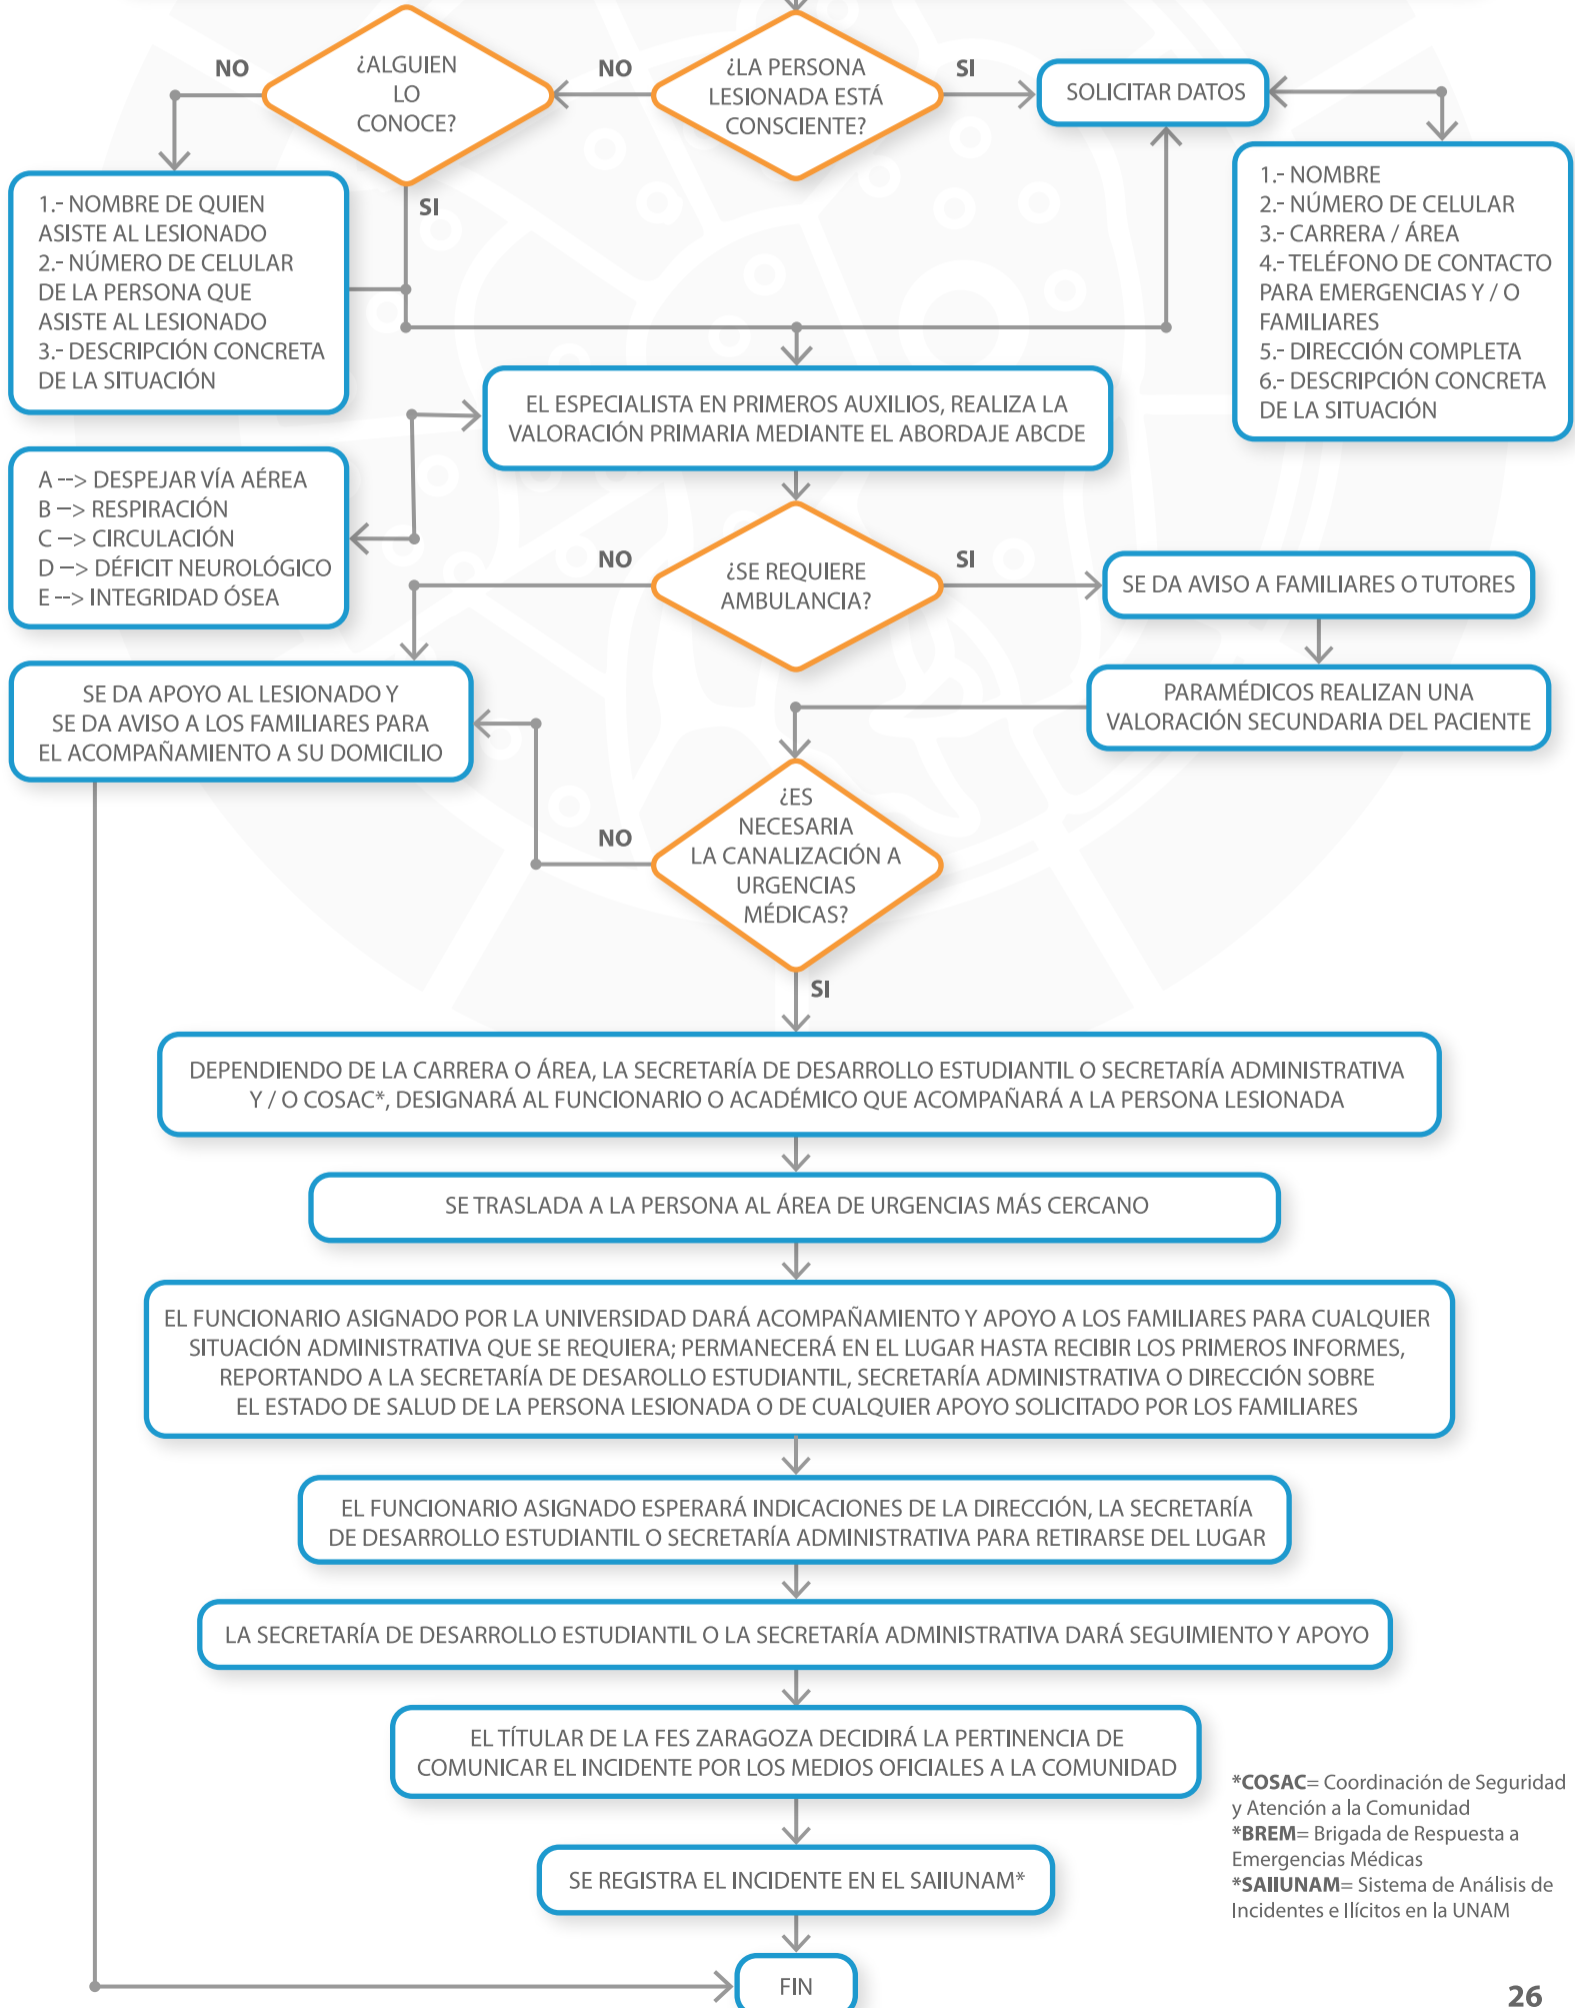 ¿ALGUIEN
LO
CONOCE?
NO
NO
¿LA PERSONA
LESIONADA ESTÁ
CONSCIENTE?
SI
SOLICITAR DATOS
SI
1.- NOMBRE DE QUIEN
ASISTE AL LESIONADO
2.- NÚMERO DE CELULAR
DE LA PERSONA QUE
ASISTE AL LESIONADO
3.- DESCRIPCIÓN CONCRETA
DE LA SITUACIÓN
1.- NOMBRE
2.- NÚMERO DE CELULAR
3.- CARRERA / ÁREA
4.- TELÉFONO DE CONTACTO
PARA EMERGENCIAS Y / O
FAMILIARES
5.- DIRECCIÓN COMPLETA
6.- DESCRIPCIÓN CONCRETA
DE LA SITUACIÓN
EL ESPECIALISTA EN PRIMEROS AUXILIOS, REALIZA LA
VALORACIÓN PRIMARIA MEDIANTE EL ABORDAJE ABCDE
A --> DESPEJAR VÍA AÉREA
B —> RESPIRACIÓN
C —> CIRCULACIÓN
D —> DÉFICIT NEUROLÓGICO
E --> INTEGRIDAD ÓSEA
NO
¿SE REQUIERE
AMBULANCIA?
SI
SE DA AVISO A FAMILIARES O TUTORES
SE DA APOYO AL LESIONADO Y
SE DA AVISO A LOS FAMILIARES PARA
EL ACOMPAÑAMIENTO A SU DOMICILIO
PARAMÉDICOS REALIZAN UNA
VALORACIÓN SECUNDARIA DEL PACIENTE
NO
¿ES
NECESARIA
LA CANALIZACIÓN A
URGENCIAS
MÉDICAS?
SI
DEPENDIENDO DE LA CARRERA O ÁREA, LA SECRETARÍA DE DESARROLLO ESTUDIANTIL O SECRETARÍA ADMINISTRATIVA
Y / O COSAC*, DESIGNARÁ AL FUNCIONARIO O ACADÉMICO QUE ACOMPAÑARÁ A LA PERSONA LESIONADA
SE TRASLADA A LA PERSONA AL ÁREA DE URGENCIAS MÁS CERCANO
EL FUNCIONARIO ASIGNADO POR LA UNIVERSIDAD DARÁ ACOMPAÑAMIENTO Y APOYO A LOS FAMILIARES PARA CUALQUIER
SITUACIÓN ADMINISTRATIVA QUE SE REQUIERA; PERMANECERÁ EN EL LUGAR HASTA RECIBIR LOS PRIMEROS INFORMES,
REPORTANDO A LA SECRETARÍA DE DESAROLLO ESTUDIANTIL, SECRETARÍA ADMINISTRATIVA O DIRECCIÓN SOBRE
EL ESTADO DE SALUD DE LA PERSONA LESIONADA O DE CUALQUIER APOYO SOLICITADO POR LOS FAMILIARES
EL FUNCIONARIO ASIGNADO ESPERARÁ INDICACIONES DE LA DIRECCIÓN, LA SECRETARÍA
DE DESARROLLO ESTUDIANTIL O SECRETARÍA ADMINISTRATIVA PARA RETIRARSE DEL LUGAR
LA SECRETARÍA DE DESARROLLO ESTUDIANTIL O LA SECRETARÍA ADMINISTRATIVA DARÁ SEGUIMIENTO Y APOYO
EL TÍTULAR DE LA FES ZARAGOZA DECIDIRÁ LA PERTINENCIA DE
COMUNICAR EL INCIDENTE POR LOS MEDIOS OFICIALES A LA COMUNIDAD
SE REGISTRA EL INCIDENTE EN EL SAIIUNAM*
FIN
*COSAC= Coordinación de Seguridad
y Atención a la Comunidad
*BREM= Brigada de Respuesta a
Emergencias Médicas
*SAIIUNAM= Sistema de Análisis de
Incidentes e Ilícitos en la UNAM
26